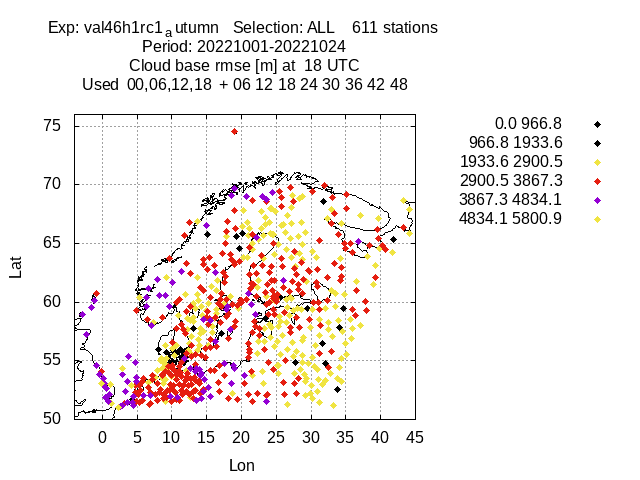 Exp: val46h1rc1a utumn Selection: ALL 611 stations
Period: 20221001-20221024
Cloud base rmse [m] at 18 UTC
Used 00,06,12,18 + 06 12 18 24 30 36 42 48
0.0 966.8
966.8 1933.6
1933.6 2900.5
2900.5 3867.3
3867.3 4834.1
4834.1 5800.9
75
70
65
60
55
50
Lat
0 5 10 15 20 25 30 35 40 45
Lon